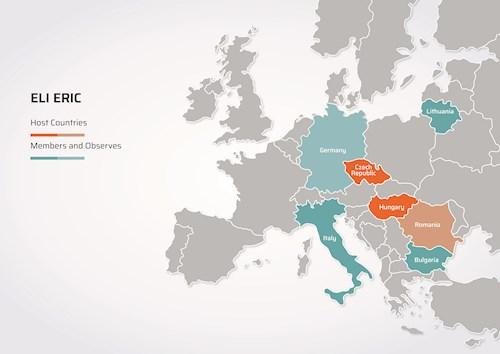 ELI ERIC
Host Countries
Members and Observes
Lithuania
Germany
Czech
Republic
Hungary
Romania
Italy
Bulgaria